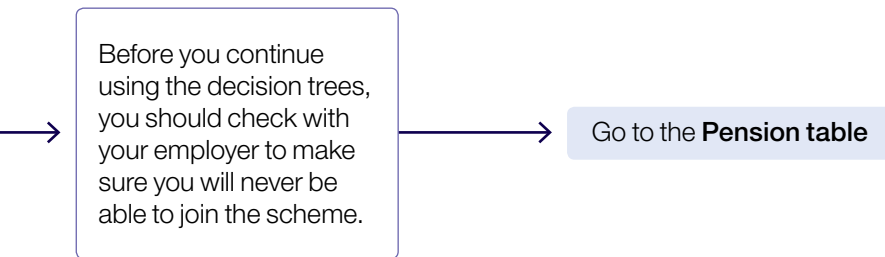 Before you continue
using the decision trees,
you should check with
your employer to make
sure you will never be
able to join the scheme.
Go to the Pension table